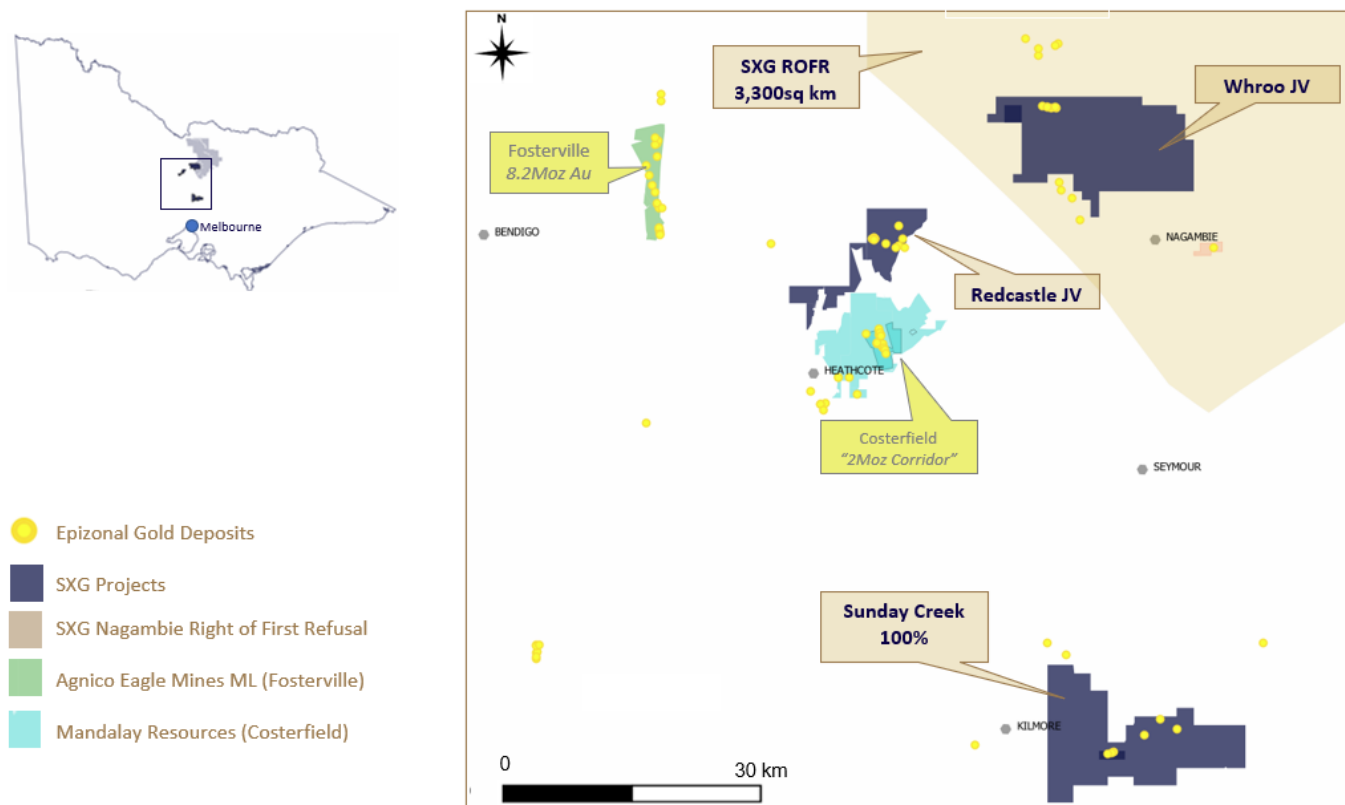 Melbourne
Epizonal Gold Deposits
SXG Projects
SXG Nagambie Right of First Refusal
Agnico Eagle Mines ML (Fosterville)
Mandalay Resources (Costerfield)
N
SXG ROFR
3,300sq km
Whroo JV
Fosterville
8.2Moz Au
BENDIGO
NAGAMBIE
Redcastle JV
HEATHCOTE
Costerfield
“2Moz Corridor”
SEYMOUR
Sunday Creek
100%
KILMORE
0
30 km